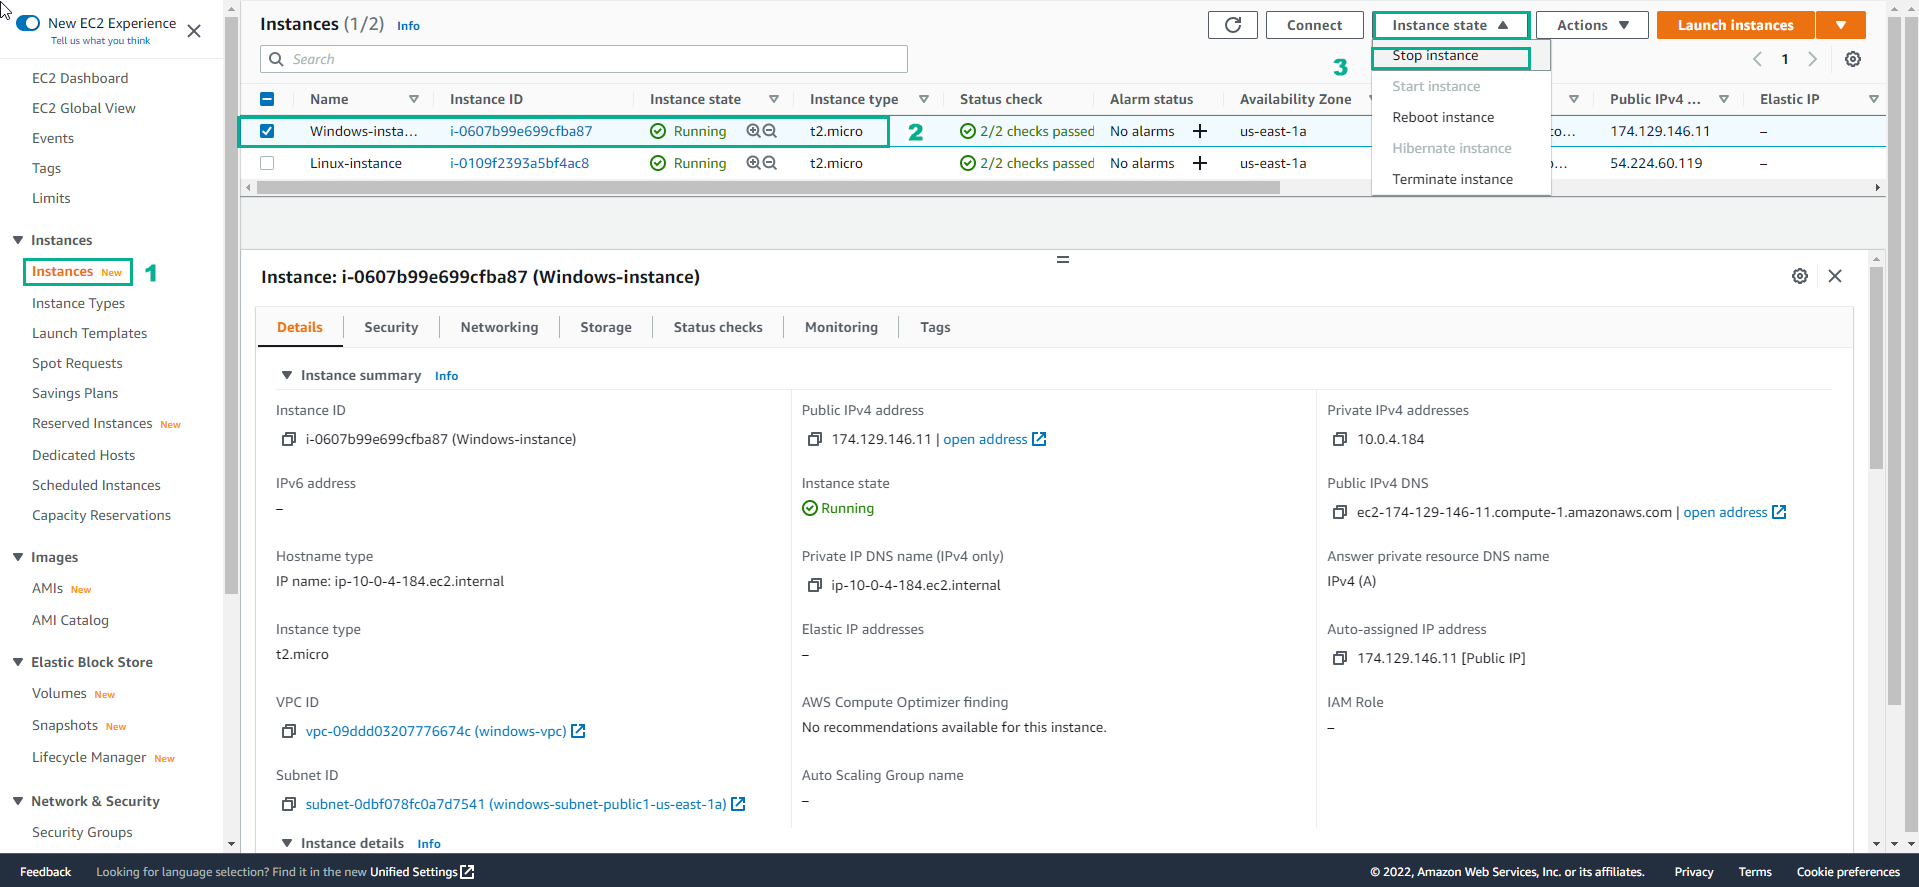 New EC2 Experience
Tell us what you think
EC2 Dashboard
EC2 Global View
Events
Tags
Limits
Instances
Instances New 1
Instance Types
Launch Templates
Spot Requests
Savings Plans
Reserved Instances New
Dedicated Hosts
Scheduled Instances
Capacity Reservations
Images
AMIs New
AMI Catalog
Elastic Block Store
Volumes New
Snapshots New
Lifecycle Manager New
Network & Security
Security Groups
Instances (1/2) Info
Connect
Instance state
Actions
Launch instances
Search
3
Stop instance
Start instance
Reboot instance
Hibernate instance
Terminate instance
1
Name Instance ID Instance state Instance type Status check Alarm status Availability Zone Public IPv4 ... Elastic IP
Windows-insta... i-0607b99e699cfba87 Running t2.micro 2 2/2 checks passed No alarms + us-east-1a to... 174.129.146.11 –
Linux-instance i-0109f2393a5bf4ac8 Running t2.micro 2/2 checks passed No alarms + us-east-1a ... 54.224.60.119 –
Instance: i-0607b99e699cfba87 (Windows-instance)
Details Security Networking Storage Status checks Monitoring Tags
Instance summary Info
Instance ID
i-0607b99e699cfba87 (Windows-instance)
Public IPv4 address
174.129.146.11 | open address
Private IPv4 addresses
10.0.4.184
IPv6 address
–
Instance state
Running
Public IPv4 DNS
ec2-174-129-146-11.compute-1.amazonaws.com | open address
Hostname type
IP name: ip-10-0-4-184.ec2.internal
Private IP DNS name (IPv4 only)
ip-10-0-4-184.ec2.internal
Answer private resource DNS name
IPv4 (A)
Instance type
t2.micro
Elastic IP addresses
–
Auto-assigned IP address
174.129.146.11 [Public IP]
VPC ID
vpc-09ddd03207776674c (windows-vpc)
AWS Compute Optimizer finding
No recommendations available for this instance.
IAM Role
–
Subnet ID
subnet-0dbf078fc0a7d7541 (windows-subnet-public1-us-east-1a)
Auto Scaling Group name
–
Instance details Info
Feedback Looking for language selection? Find it in the new Unified Settings © 2022, Amazon Web Services, Inc. or its affiliates. Privacy Terms Cookie preferences